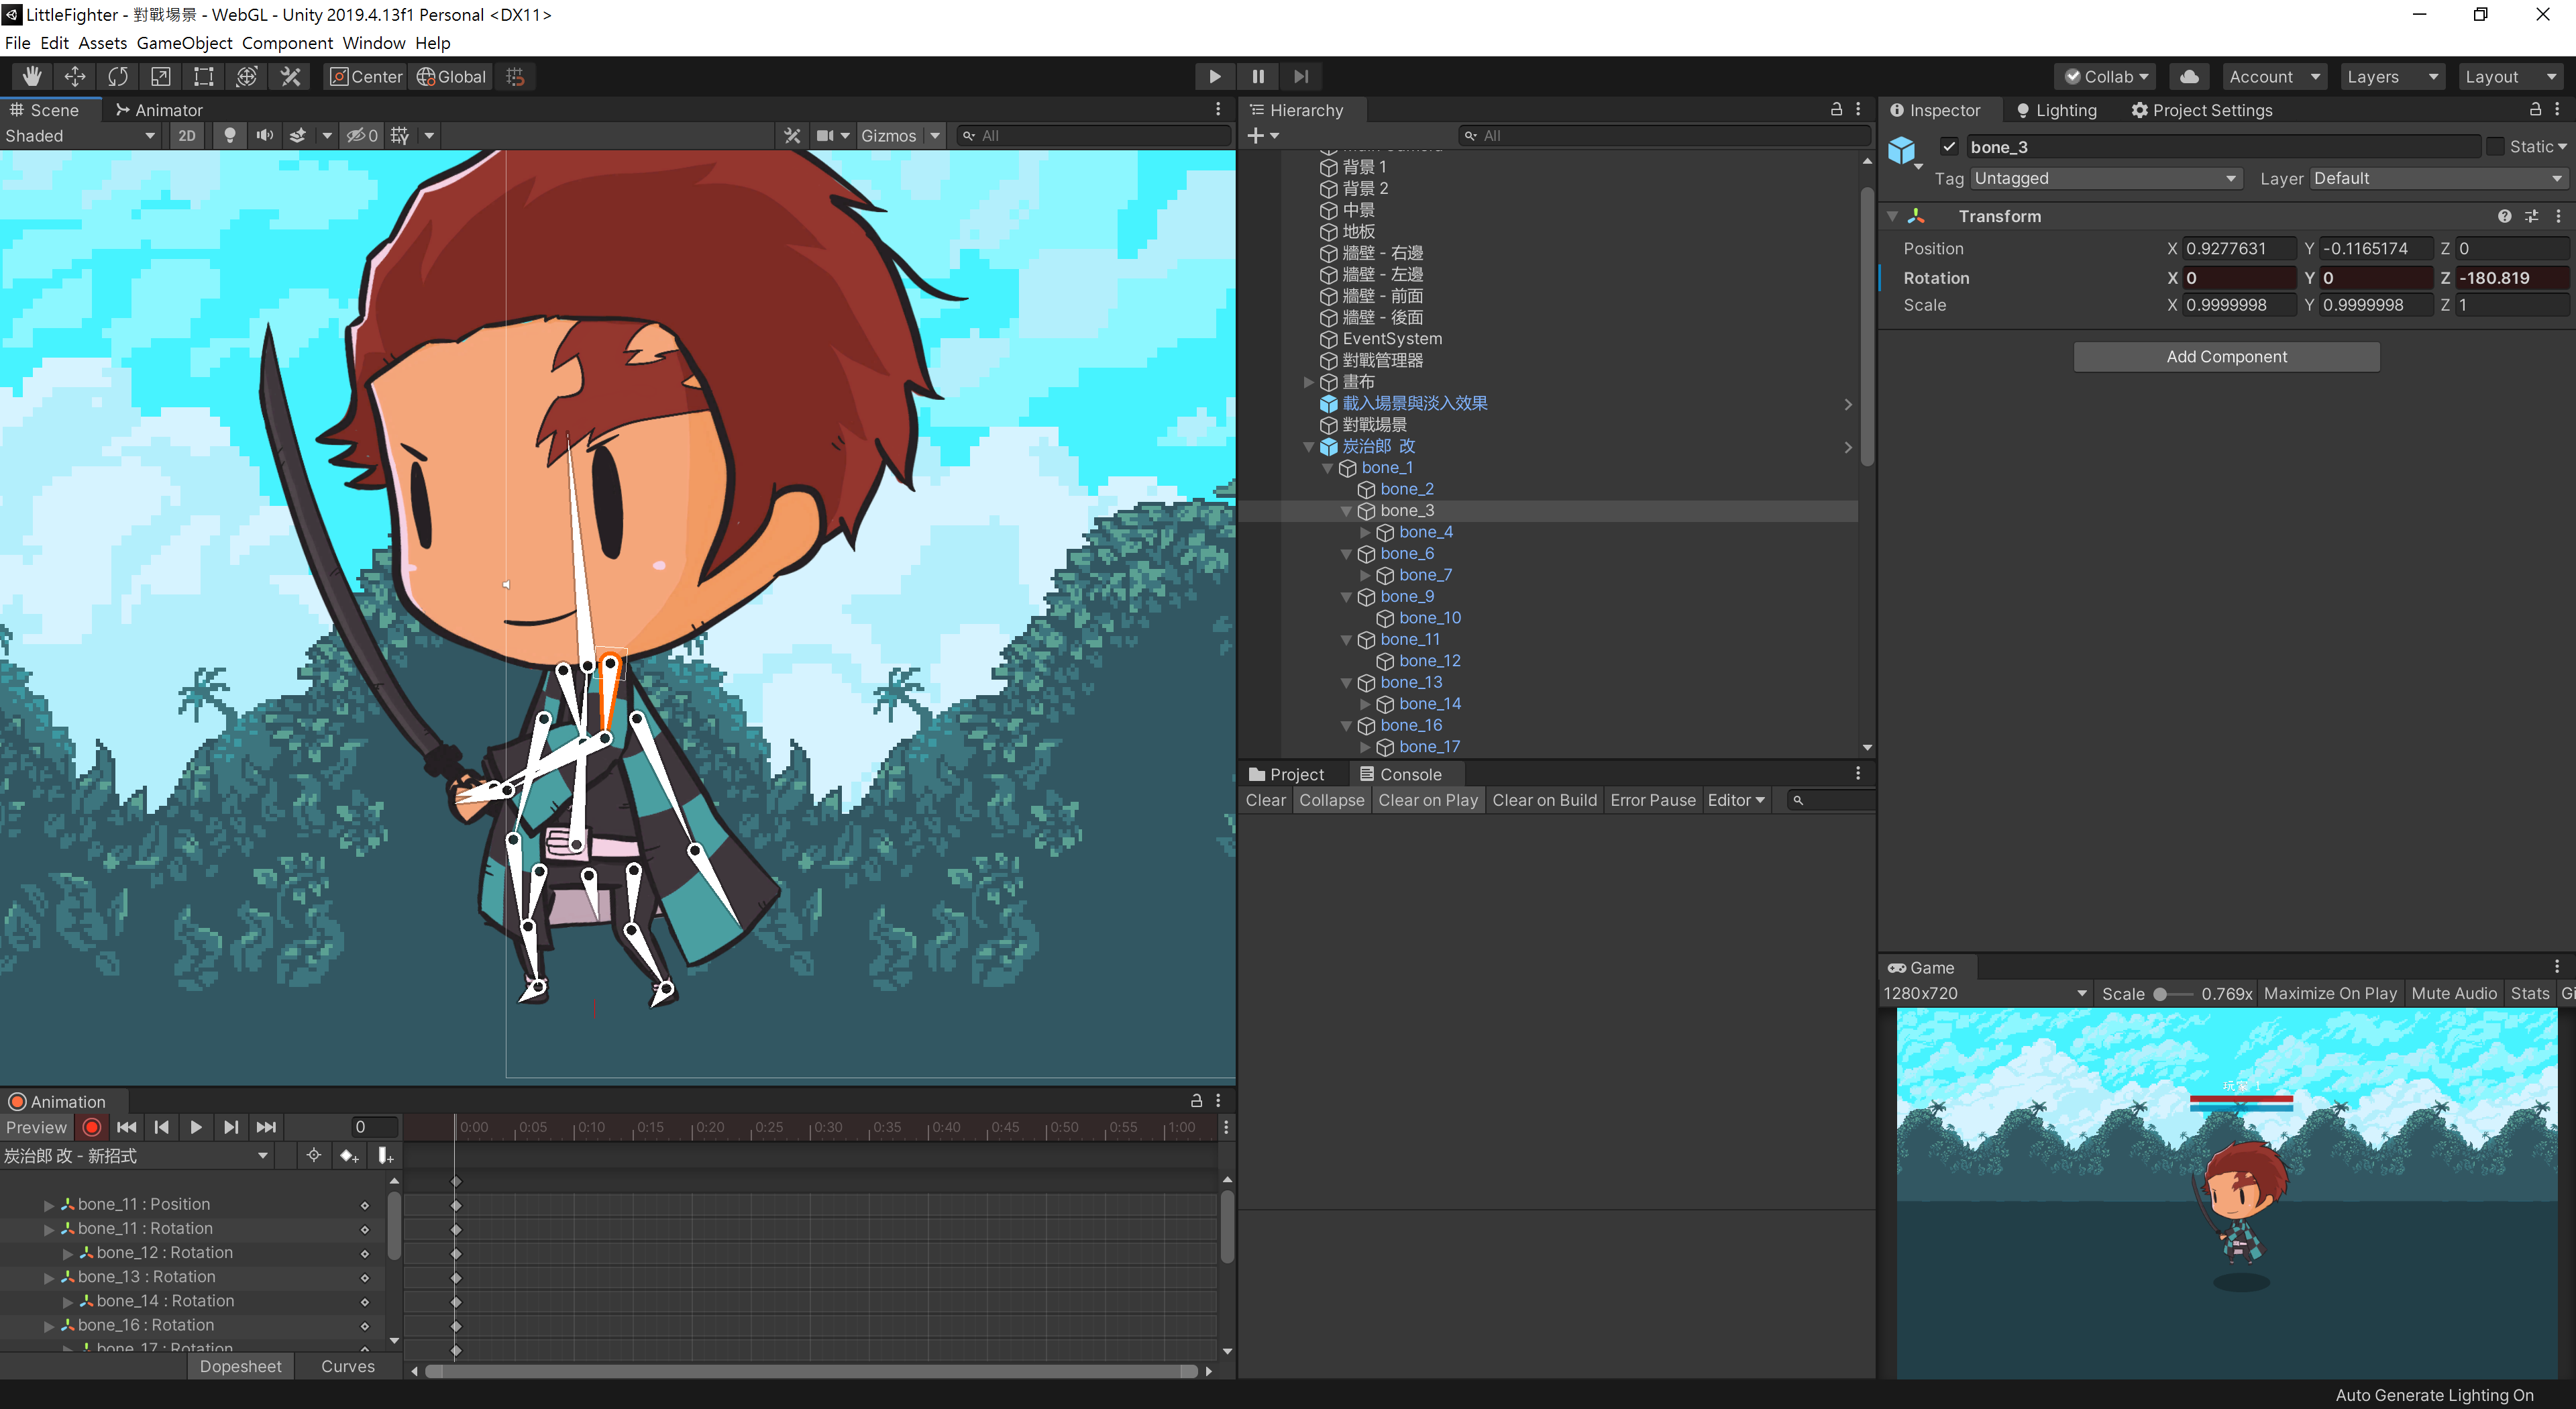 LittleFighter - 對戰場景 - WebGL - Unity 2019.4.13f1 Personal <DX11>
File Edit Assets GameObject Component Window Help
Center Global
Collab Account Layers Layout
Scene Animator
Shaded 2D 0 Gizmos All
Hierarchy
All
背景 1
背景 2
中景
地板
牆壁 - 右邊
牆壁 - 左邊
牆壁 - 前面
牆壁 - 後面
EventSystem
對戰管理器
畫布
載入場景與淡入效果
對戰場景
炭治郎 改
bone_1
bone_2
bone_3
bone_4
bone_6
bone_7
bone_9
bone_10
bone_11
bone_12
bone_13
bone_14
bone_16
bone_17
Project Console
Clear Collapse Clear on Play Clear on Build Error Pause Editor
Inspector Lighting Project Settings
bone_3 Static
Tag Untagged Layer Default
Transform
Position X 0.9277631 Y -0.1165174 Z 0
Rotation X 0 Y 0 Z -180.819
Scale X 0.9999998 Y 0.9999998 Z 1
Add Component
Game
1280x720 Scale 0.769x Maximize On Play Mute Audio Stats Gi
玩家 1
Animation
Preview 0 0:00 0:05 0:10 0:15 0:20 0:25 0:30 0:35 0:40 0:45 0:50 0:55 1:00
炭治郎 改 - 新招式
bone_11 : Position
bone_11 : Rotation
bone_12 : Rotation
bone_13 : Rotation
bone_14 : Rotation
bone_16 : Rotation
bone_17 : Rotation
Dopesheet Curves
Auto Generate Lighting On